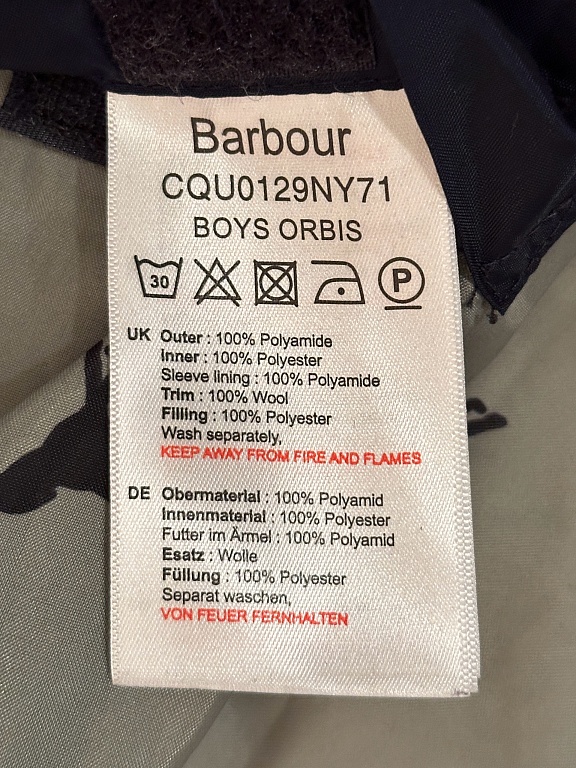 Barbour
CQU0129NY71
BOYS ORBIS
30
P
UK Outer : 100% Polyamide
Inner : 100% Polyester
Sleeve lining : 100% Polyamide
Trim : 100% Wool
Filling : 100% Polyester
Wash separately,
KEEP AWAY FROM FIRE AND FLAMES
DE Obermaterial : 100% Polyamid
Innenmaterial : 100% Polyester
Futter im Ärmel : 100% Polyamid
Esatz : Wolle
Füllung : 100% Polyester
Separat waschen,
VON FEUER FERNHALTEN